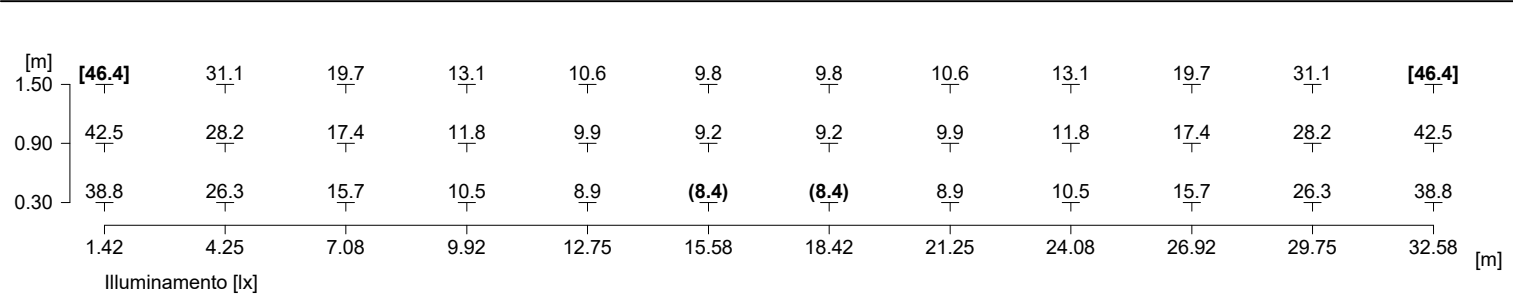 [m]
[46.4] 31.1 19.7 13.1 10.6 9.8 9.8 10.6 13.1 19.7 31.1 [46.4]
1.50
42.5 28.2 17.4 11.8 9.9 9.2 9.2 9.9 11.8 17.4 28.2 42.5
0.90
38.8 26.3 15.7 10.5 8.9 (8.4) (8.4) 8.9 10.5 15.7 26.3 38.8
0.30
1.42 4.25 7.08 9.92 12.75 15.58 18.42 21.25 24.08 26.92 29.75 32.58
[m]
Illuminamento [lx]